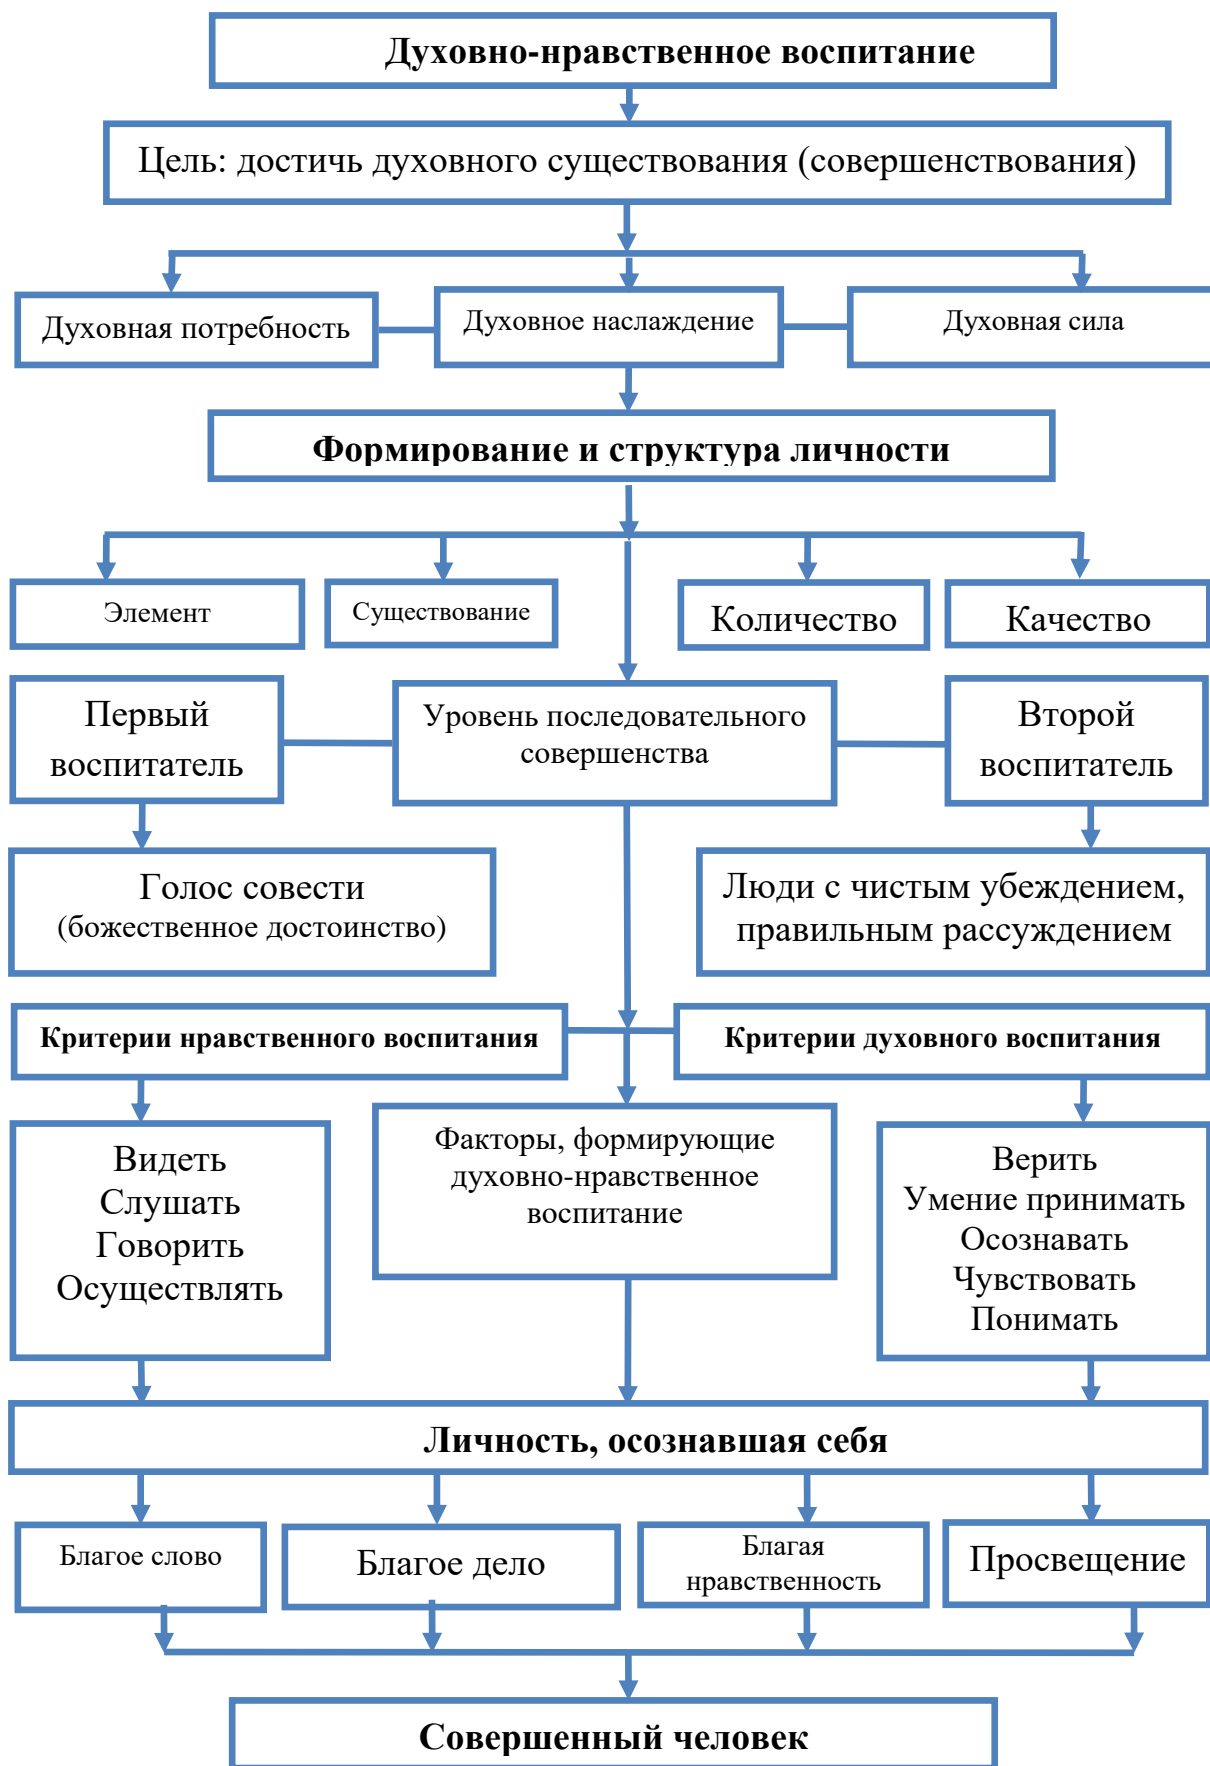 Духовно-нравственное воспитание
Цель: достичь духовного существования (совершенствования)
Духовная потребность
Духовное наслаждение
Духовная сила
Формирование и структура личности
Элемент
Существование
Количество
Качество
Первый
воспитатель
Уровень последовательного
совершенства
Второй
воспитатель
Голос совести
(божественное достоинство)
Люди с чистым убеждением,
правильным рассуждением
Критерии нравственного воспитания
Критерии духовного воспитания
Видеть
Слушать
Говорить
Осуществлять
Факторы, формирующие
духовно-нравственное
воспитание
Верить
Умение принимать
Осознавать
Чувствовать
Понимать
Личность, осознавшая себя
Благое слово
Благое дело
Благая
нравственность
Просвещение
Совершенный человек